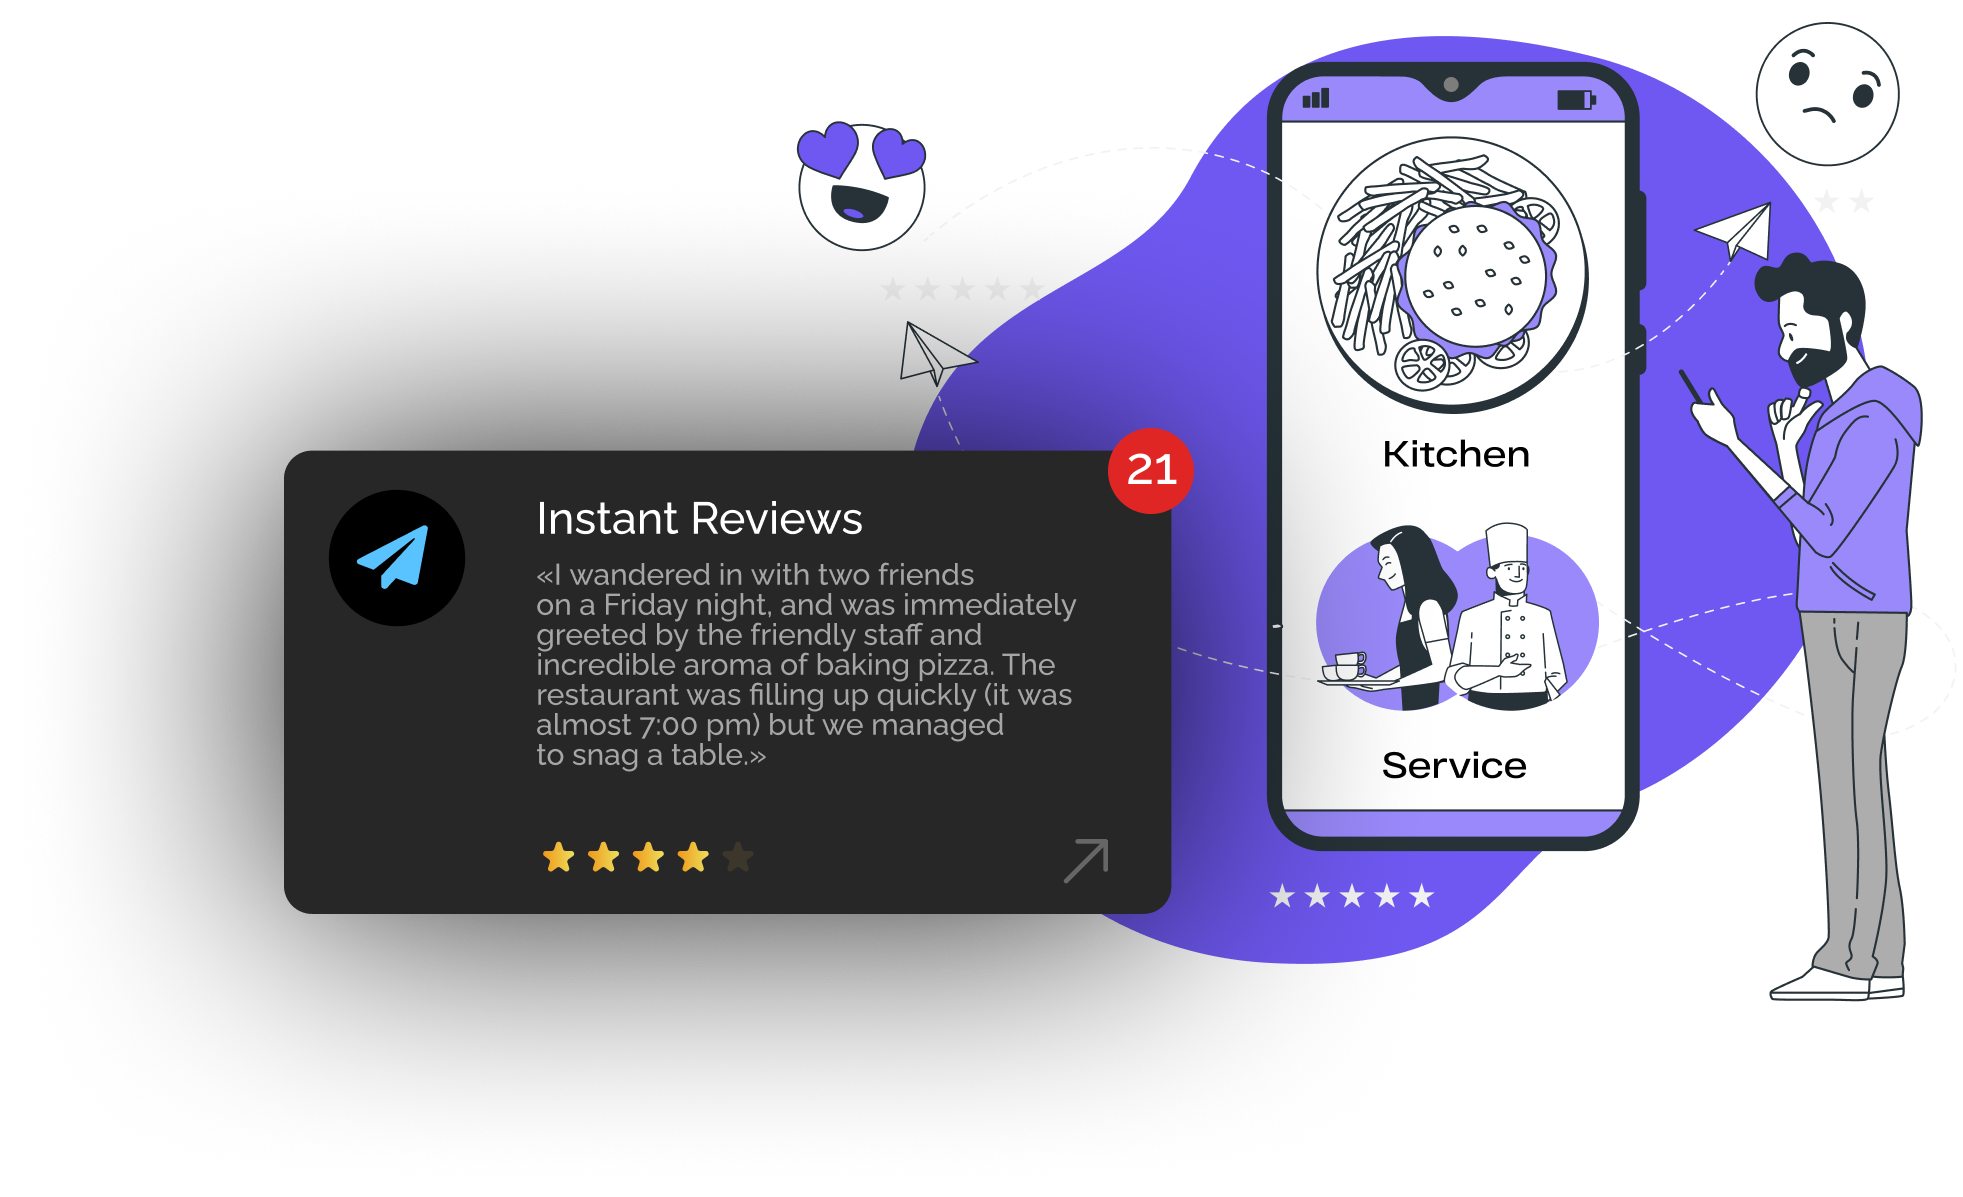 21
Instant Reviews
«I wandered in with two friends
on a Friday night, and was immediately
greeted by the friendly staff and
incredible aroma of baking pizza. The
restaurant was filling up quickly (it was
almost 7:00 pm) but we managed
to snag a table.»
Kitchen
Service